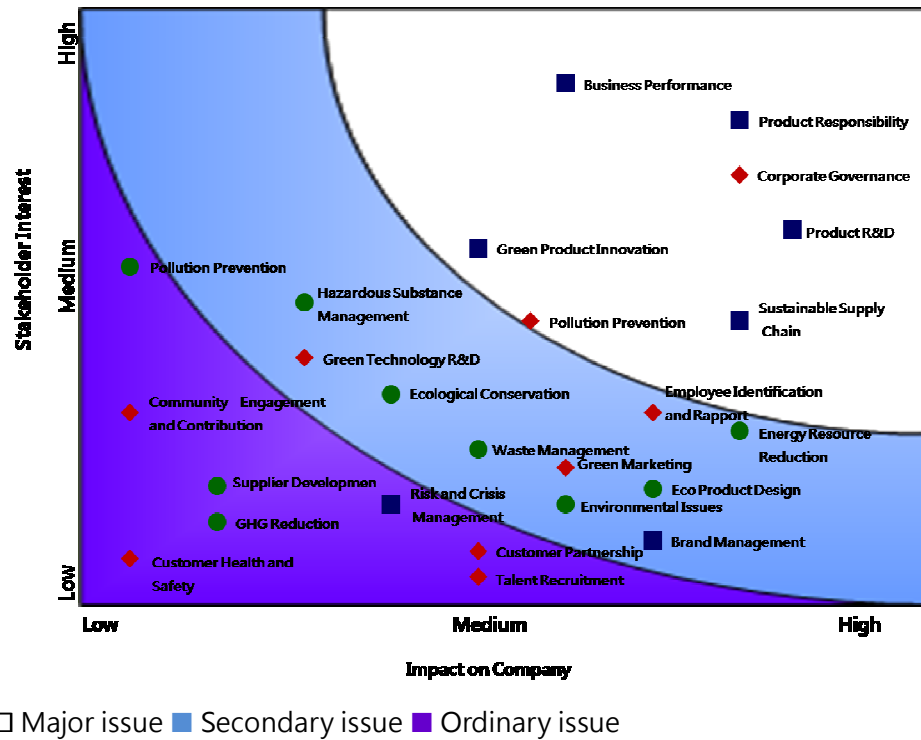 High
Business Performance
Product Responsibility
Corporate Governance
Stakeholder Interest
Product R&D
Medium
Green Product Innovation
Pollution Prevention
Hazardous Substance
Management
Sustainable Supply
Chain
Pollution Prevention
Green Technology R&D
Ecological Conservation
Employee Identification
and Rapport
Community Engagement
and Contribution
Energy Resource
Reduction
Waste Management
Green Marketing
Supplier Developmen
Risk and Crisis
Management
Eco Product Design
Environmental Issues
GHG Reduction
Brand Management
Customer Partnership
Customer Health and
Safety
Talent Recruitment
Low
Low
Medium
High
Impact on Company
Major issue
Secondary issue
Ordinary issue